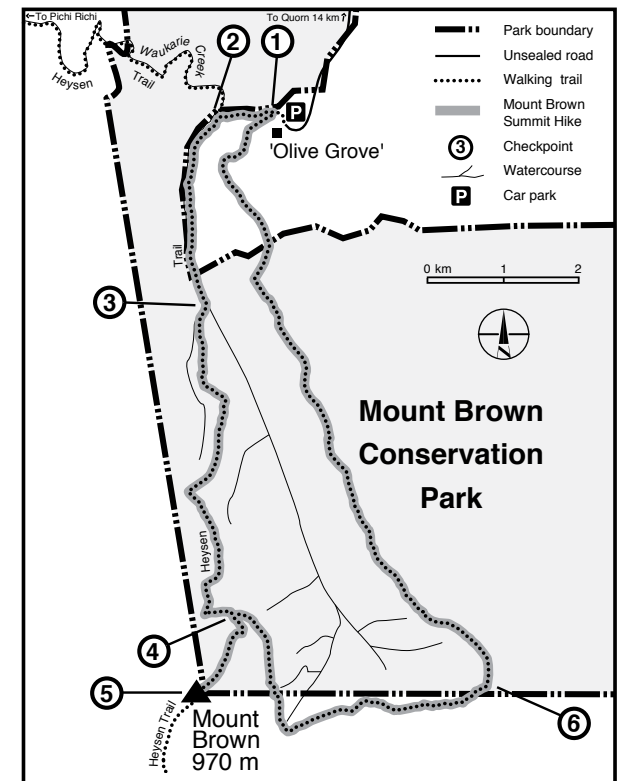 ←To Pichi Richi
To Quorn 14 km↑
Waukarie
Creek
Heysen
Trail
2
1
P
'Olive Grove'
Park boundary
Unsealed road
Walking trail
Mount Brown
Summit Hike
3
Checkpoint
Watercourse
P
Car park
Trail
0 km
1
2
3
Mount Brown
Conservation
Park
Heysen
4
5
6
Heysen Trail
Mount
Brown
970 m